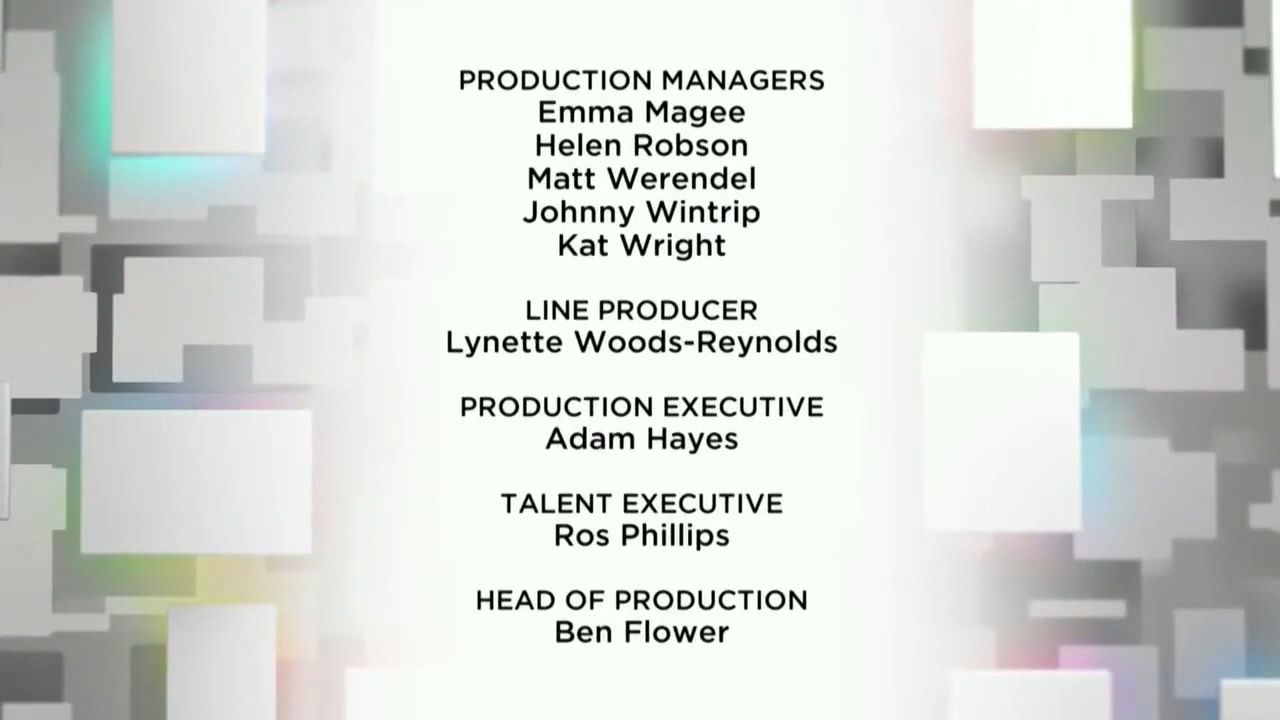 PRODUCTION MANAGERS
Emma Magee
Helen Robson
Matt Werendel
Johnny Wintrip
Kat Wright
LINE PRODUCER
Lynette Woods-Reynolds
PRODUCTION EXECUTIVE
Adam Hayes
TALENT EXECUTIVE
Ros Phillips
HEAD OF PRODUCTION
Ben Flower